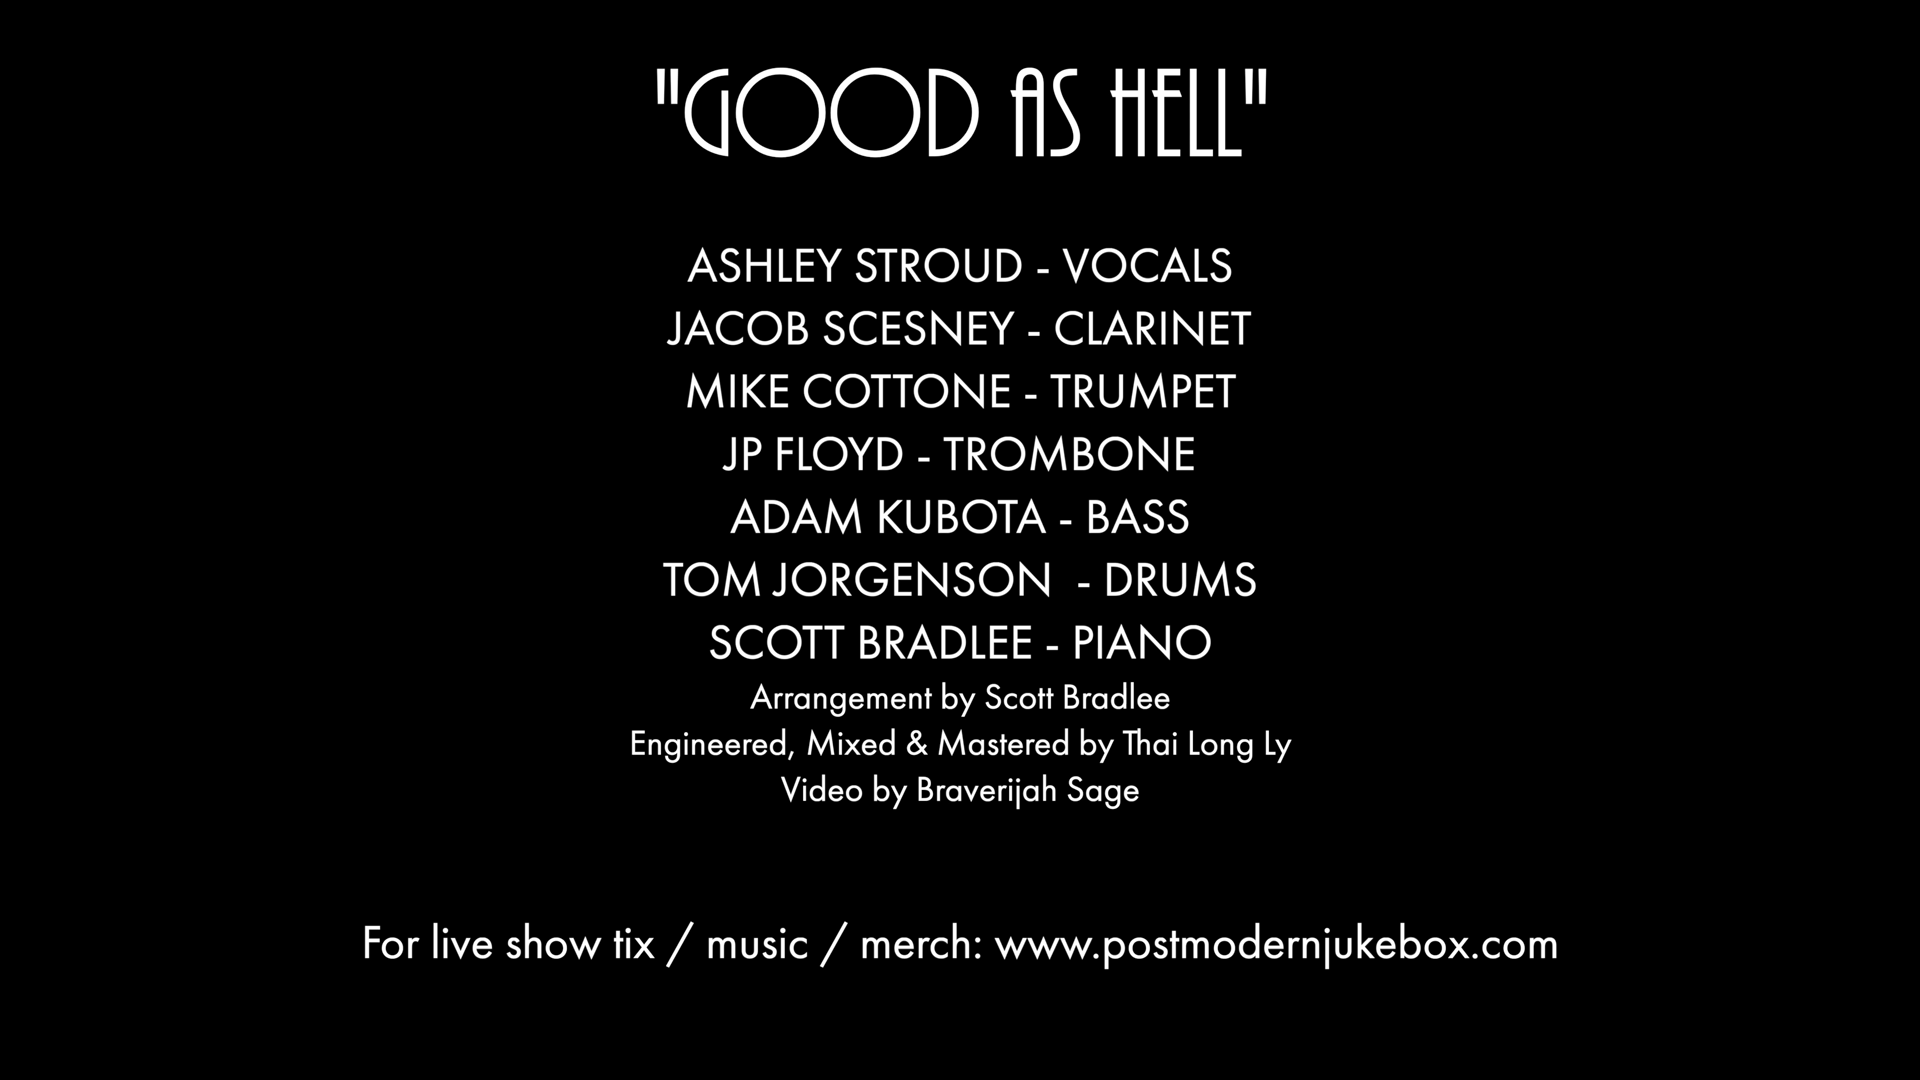 "GOOD AS HELL"
ASHLEY STROUD - VOCALS
JACOB SCESNEY - CLARINET
MIKE COTTONE - TRUMPET
JP FLOYD - TROMBONE
ADAM KUBOTA - BASS
TOM JORGENSON  - DRUMS
SCOTT BRADLEE - PIANO
Arrangement by Scott Bradlee
Engineered, Mixed & Mastered by Thai Long Ly
Video by Braverijah Sage
For live show tix / music / merch: www.postmodernjukebox.com